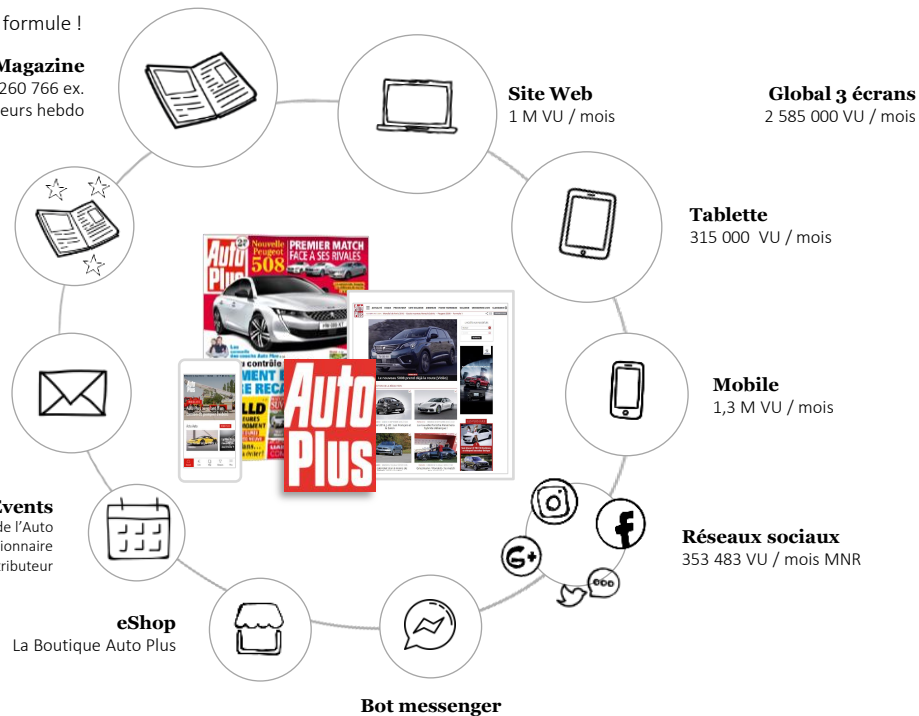 formule !
Magazine
260 766 ex.
eurs hebdo
Site Web
1 M VU / mois
Global 3 écrans
2 585 000 VU / mois
Tablette
315 000 VU / mois
Mobile
1,3 M VU / mois
Réseaux sociaux
353 483 VU / mois MNR
Bot messenger
eShop
La Boutique Auto Plus
Events
de l'Auto
ionnaire
tributeur
Auto
Plus
Nouvelle
Peugeot
508
PREMIER MATCH
FACE A SES RIVALES
Auto
Plus